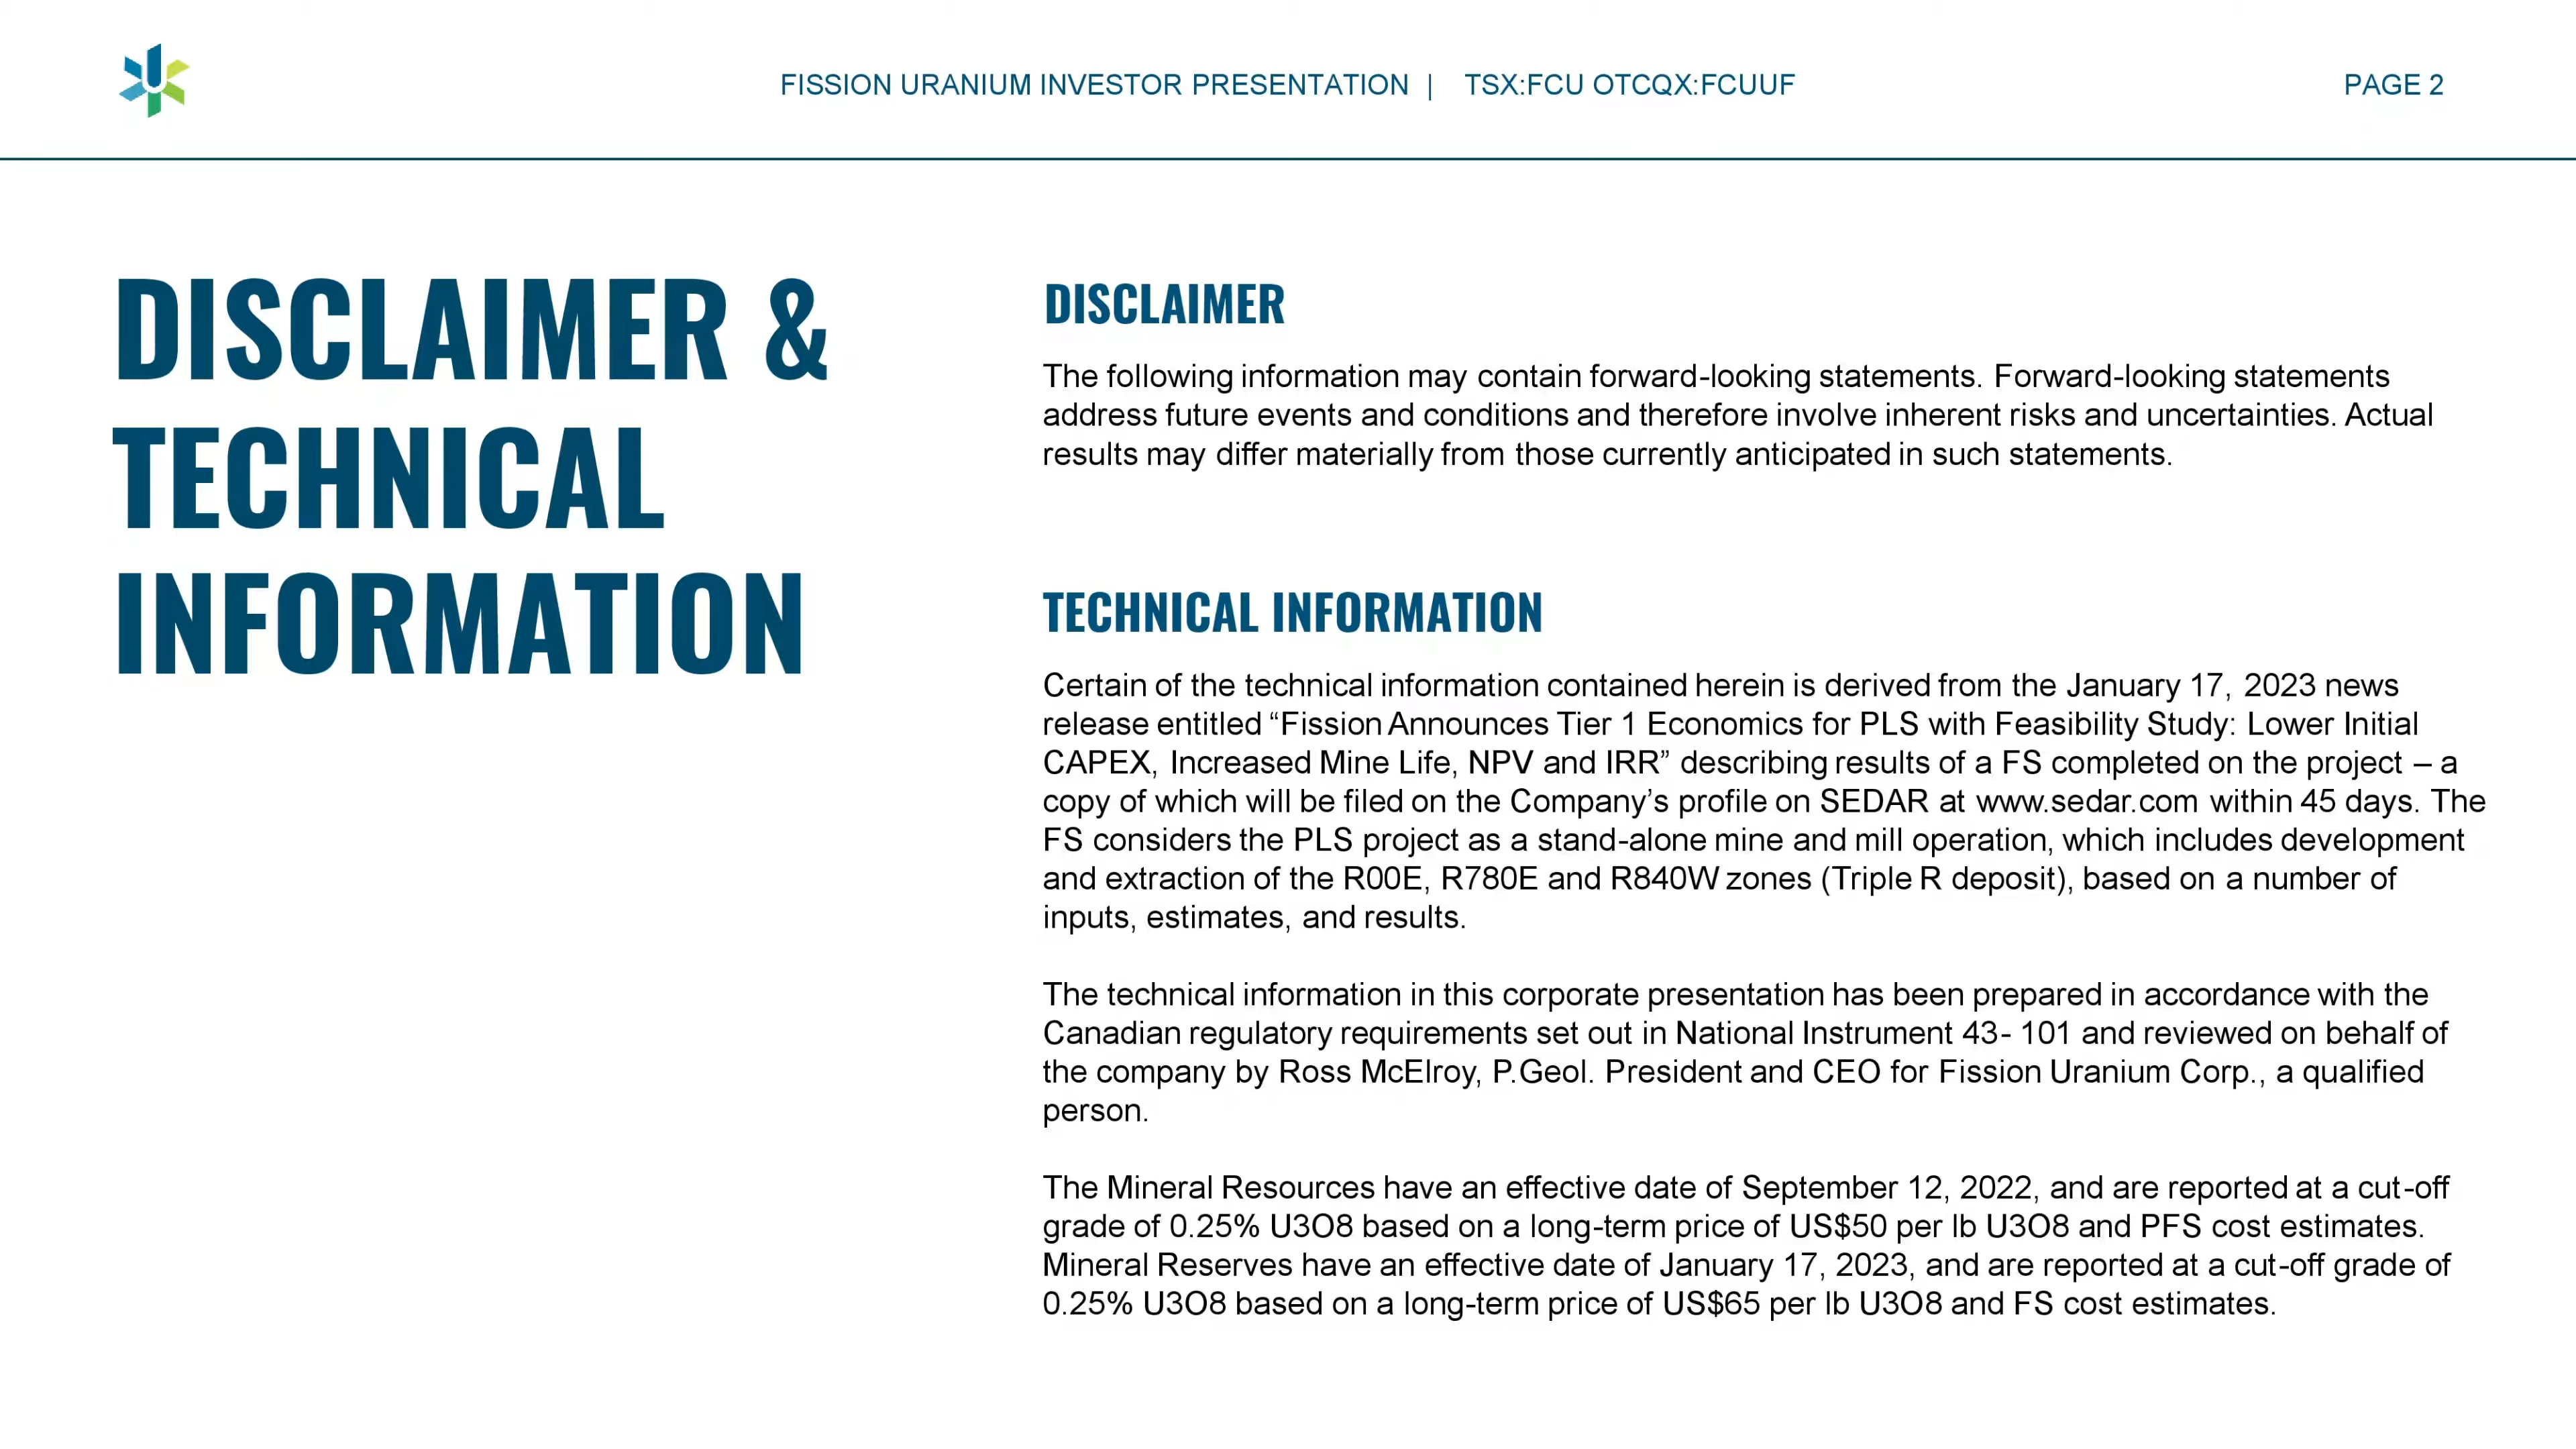 FISSION URANIUM INVESTOR PRESENTATION | TSX:FCU OTCQX:FCUUF
PAGE 2
DISCLAIMER &
TECHNICAL
INFORMATION
DISCLAIMER
The following information may contain forward-looking statements. Forward-looking statements
address future events and conditions and therefore involve inherent risks and uncertainties. Actual
results may differ materially from those currently anticipated in such statements.
TECHNICAL INFORMATION
Certain of the technical information contained herein is derived from the January 17, 2023 news
release entitled “Fission Announces Tier 1 Economics for PLS with Feasibility Study: Lower Initial
CAPEX, Increased Mine Life, NPV and IRR” describing results of a FS completed on the project – a
copy of which will be filed on the Company’s profile on SEDAR at www.sedar.com within 45 days. The
FS considers the PLS project as a stand-alone mine and mill operation, which includes development
and extraction of the R00E, R780E and R840W zones (Triple R deposit), based on a number of
inputs, estimates, and results.
The technical information in this corporate presentation has been prepared in accordance with the
Canadian regulatory requirements set out in National Instrument 43- 101 and reviewed on behalf of
the company by Ross McElroy, P.Geol. President and CEO for Fission Uranium Corp., a qualified
person.
The Mineral Resources have an effective date of September 12, 2022, and are reported at a cut-off
grade of 0.25% U3O8 based on a long-term price of US$50 per lb U3O8 and PFS cost estimates.
Mineral Reserves have an effective date of January 17, 2023, and are reported at a cut-off grade of
0.25% U3O8 based on a long-term price of US$65 per lb U3O8 and FS cost estimates.